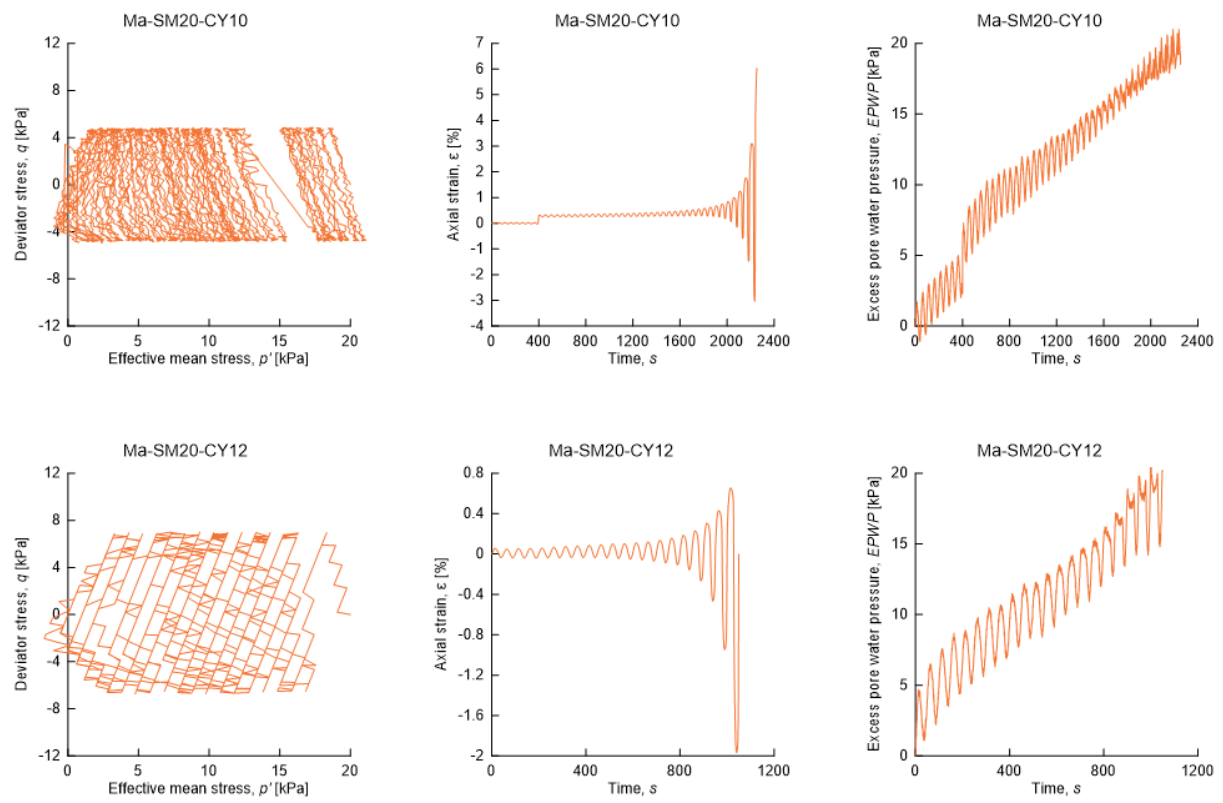 Ma-SM20-CY10
Deviator stress, q [kPa]
12
8
4
0
-4
-8
-12
0 5 10 15 20
Effective mean stress, p' [kPa]
Ma-SM20-CY10
Axial strain, ε [%]
7
6
5
4
3
2
1
0
-1
-2
-3
-4
0 400 800 1200 1600 2000 2400
Time, s
Ma-SM20-CY10
Excess pore water pressure, EPWP [kPa]
20
15
10
5
0
0 400 800 1200 1600 2000 2400
Time, s
Ma-SM20-CY12
Deviator stress, q [kPa]
12
8
4
0
-4
-8
-12
0 5 10 15 20
Effective mean stress, p' [kPa]
Ma-SM20-CY12
Axial strain, ε [%]
0.8
0.4
0
-0.4
-0.8
-1.2
-1.6
-2
0 400 800 1200
Time, s
Ma-SM20-CY12
Excess pore water pressure, EPWP [kPa]
20
15
10
5
0
0 400 800 1200
Time, s